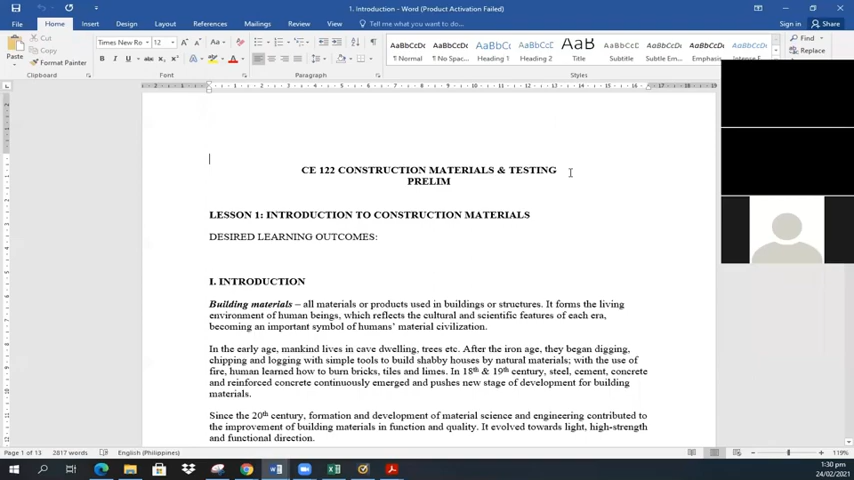 1. Introduction - Word (Product Activation Failed)
File Home Insert Design Layout References Mailings Review View Tell me what you want to do... Sign in Share
Cut
Copy
Format Painter
Paste
Clipboard
Times New Ro 12
Font
Paragraph
AaBbCcDc AaBbCcDc AaBbC AaBbCcC AaB AaBbCcD AaBbCcDc AaBbCcDc AaBbCcDt
¶ Normal ¶ No Spac... Heading 1 Heading 2 Title Subtitle Subtle Em... Emphasis Intense E
Styles
Find
Replace
CE 122 CONSTRUCTION MATERIALS & TESTING
PRELIM
LESSON 1: INTRODUCTION TO CONSTRUCTION MATERIALS
DESIRED LEARNING OUTCOMES:
I. INTRODUCTION
Building materials – all materials or products used in buildings or structures. It forms the living
environment of human beings, which reflects the cultural and scientific features of each era,
becoming an important symbol of humans’ material civilization.
In the early age, mankind lives in cave dwelling, trees etc. After the iron age, they began digging,
chipping and logging with simple tools to build shabby houses by natural materials; with the use of
fire, human learned how to burn bricks, tiles and limes. In 18th & 19th century, steel, cement, concrete
and reinforced concrete continuously emerged and pushes new stage of development for building
materials.
Since the 20th century, formation and development of material science and engineering contributed to
the improvement of building materials in function and quality. It evolved towards light, high-strength
and functional direction.
Page 1 of 13 2817 words English (Philippines) 119%
1:30 pm
24/02/2021